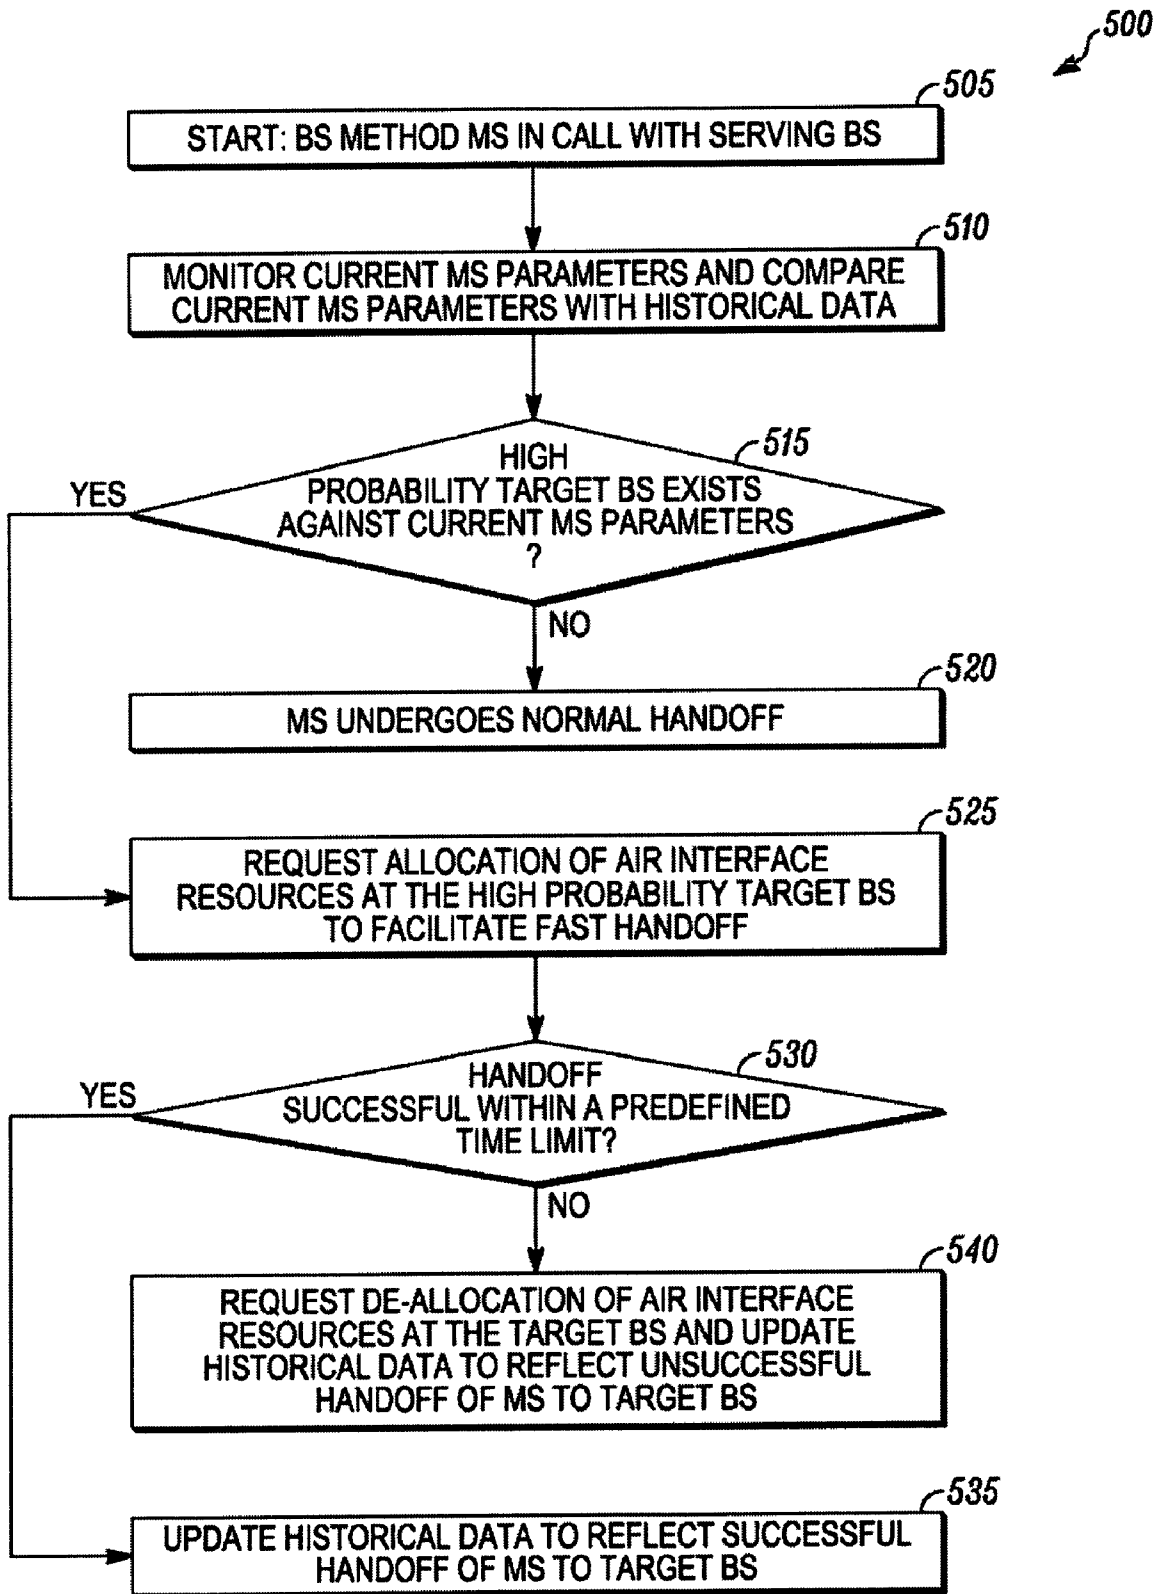 500
505
START: BS METHOD MS IN CALL WITH SERVING BS
510
MONITOR CURRENT MS PARAMETERS AND COMPARE
CURRENT MS PARAMETERS WITH HISTORICAL DATA
515
HIGH
PROBABILITY TARGET BS EXISTS
AGAINST CURRENT MS PARAMETERS
?
YES
NO
520
MS UNDERGOES NORMAL HANDOFF
525
REQUEST ALLOCATION OF AIR INTERFACE
RESOURCES AT THE HIGH PROBABILITY TARGET BS
TO FACILITATE FAST HANDOFF
530
HANDOFF
SUCCESSFUL WITHIN A PREDEFINED
TIME LIMIT?
YES
NO
540
REQUEST DE-ALLOCATION OF AIR INTERFACE
RESOURCES AT THE TARGET BS AND UPDATE
HISTORICAL DATA TO REFLECT UNSUCCESSFUL
HANDOFF OF MS TO TARGET BS
535
UPDATE HISTORICAL DATA TO REFLECT SUCCESSFUL
HANDOFF OF MS TO TARGET BS